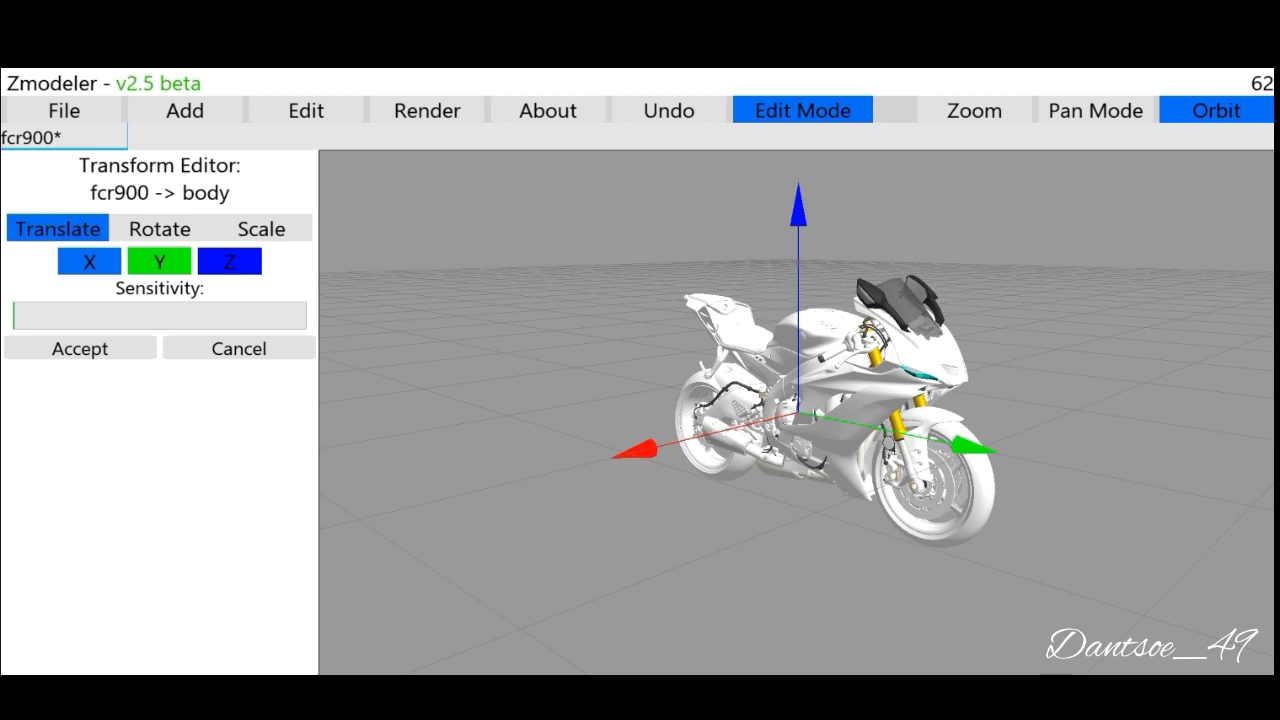 Zmodeler - v2.5 beta
62
File Add Edit Render About Undo Edit Mode Zoom Pan Mode Orbit
fcr900*
Transform Editor:
fcr900 -> body
Translate Rotate Scale
X Y Z
Sensitivity:
Accept Cancel
Dantsoe_49